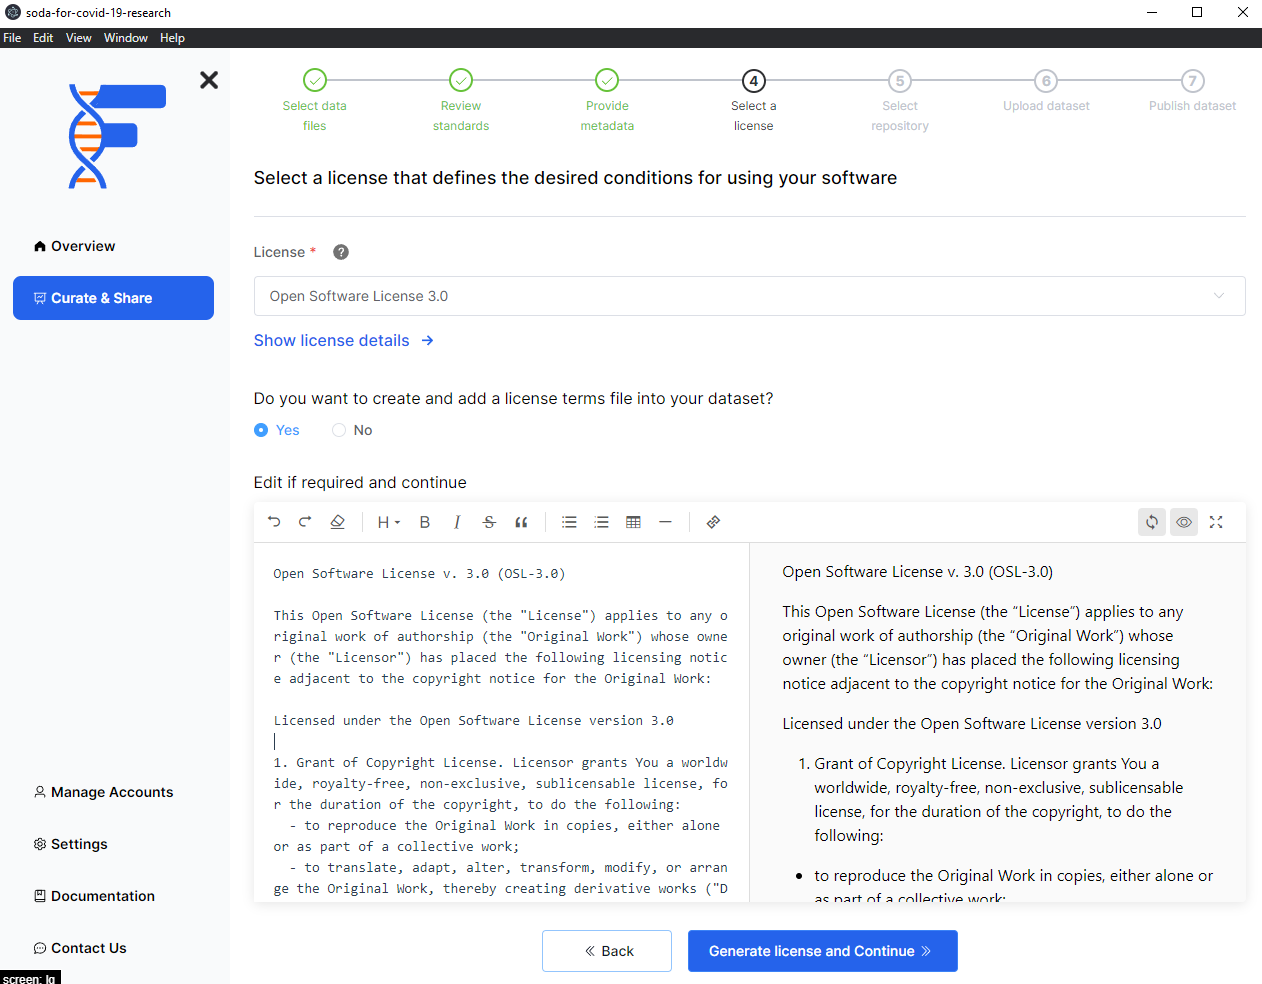 soda-for-covid-19-research
File Edit View Window Help
Select data
files
Review
standards
Provide
metadata
4
Select a
license
5
Select
repository
6
Upload dataset
7
Publish dataset
Select a license that defines the desired conditions for using your software
Overview
Curate & Share
License * ?
Open Software License 3.0
Show license details →
Do you want to create and add a license terms file into your dataset?
Yes No
Edit if required and continue
H B I S “
Open Software License v. 3.0 (OSL-3.0)
This Open Software License (the "License") applies to any o
riginal work of authorship (the "Original Work") whose owne
r (the "Licensor") has placed the following licensing notic
e adjacent to the copyright notice for the Original Work:
Licensed under the Open Software License version 3.0
1. Grant of Copyright License. Licensor grants You a worldw
ide, royalty-free, non-exclusive, sublicensable license, fo
r the duration of the copyright, to do the following:
- to reproduce the Original Work in copies, either alone
or as part of a collective work;
- to translate, adapt, alter, transform, modify, or arran
ge the Original Work, thereby creating derivative works ("D
Open Software License v. 3.0 (OSL-3.0)
This Open Software License (the “License”) applies to any
original work of authorship (the “Original Work”) whose
owner (the “Licensor”) has placed the following licensing
notice adjacent to the copyright notice for the Original Work:
Licensed under the Open Software License version 3.0
1. Grant of Copyright License. Licensor grants You a
worldwide, royalty-free, non-exclusive, sublicensable
license, for the duration of the copyright, to do the
following:
• to reproduce the Original Work in copies, either alone or
as part of a collective work;
Manage Accounts
Settings
Documentation
Contact Us
« Back
Generate license and Continue »
screen: lg